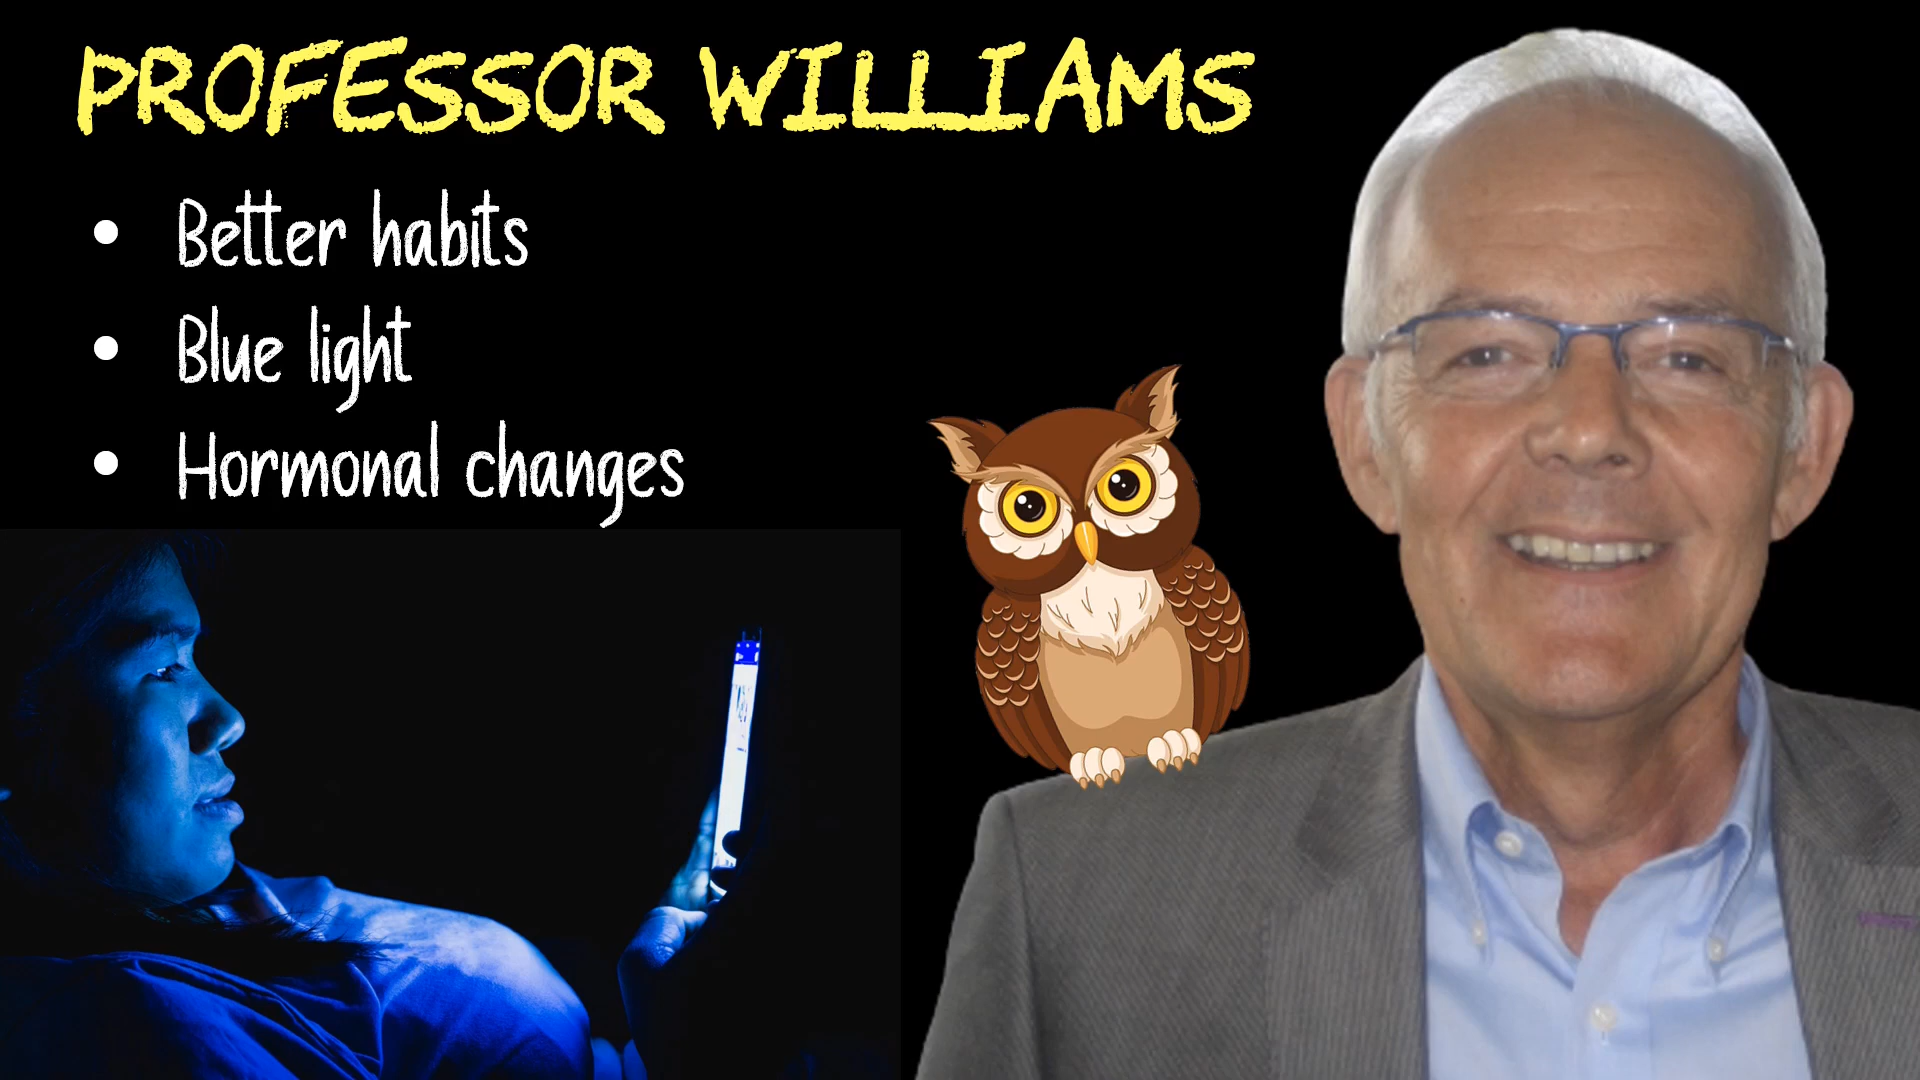 PROFESSOR WILLIAMS
• Better habits
• Blue light
• Hormonal changes